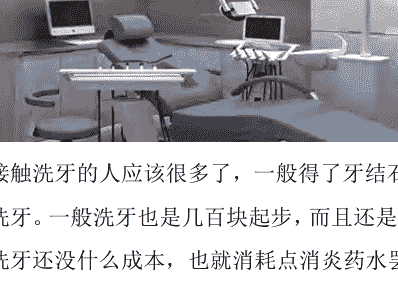 接触洗牙的人应该很多了，一般得了牙结石
洗牙。一般洗牙也是几百块起步，而且还是
洗牙还没什么成本，也就消耗点消炎药水罢